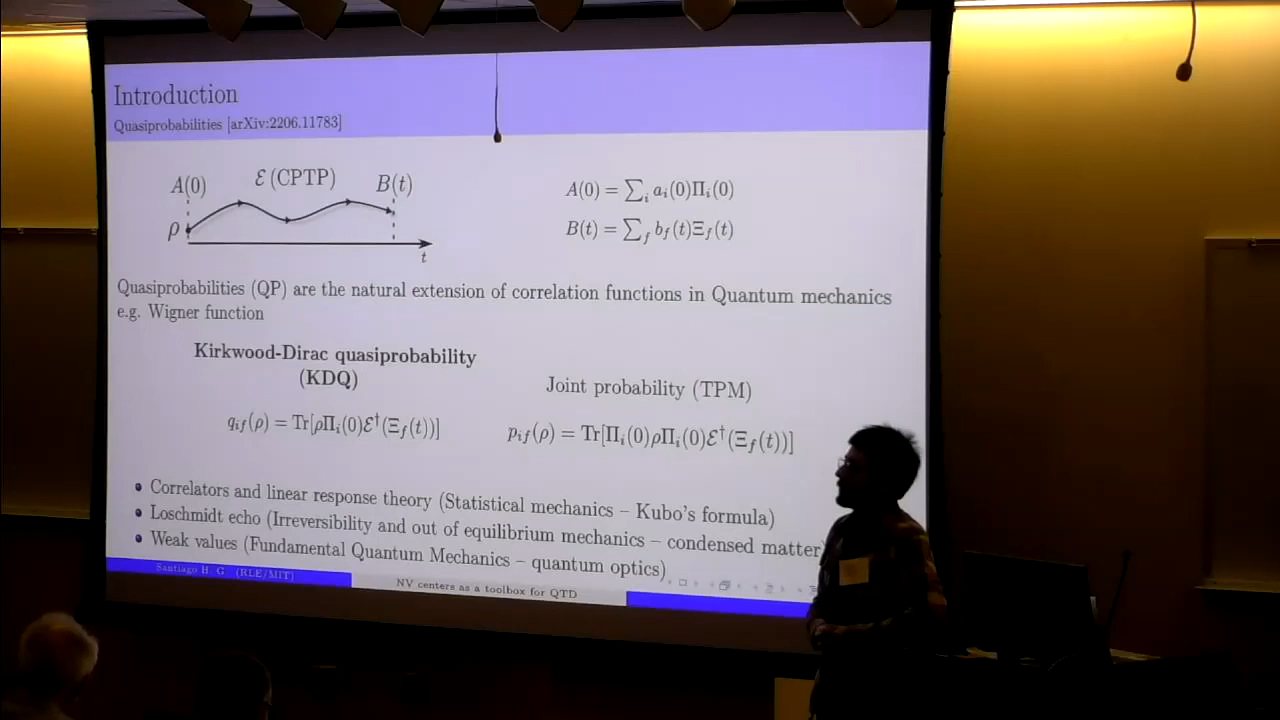 Introduction
Quasiprobabilities [arXiv:2206.11783]
A(0) ℰ (CPTP) B(t)
ρ
t
A(0) = ∑_i a_i(0)Π_i(0)
B(t) = ∑_f b_f(t)Ξ_f(t)
Quasiprobabilities (QP) are the natural extension of correlation functions in Quantum mechanics
e.g. Wigner function
Kirkwood-Dirac quasiprobability
(KDQ)
q_{if}(ρ) = Tr[ρΠ_i(0)ℰ†(Ξ_f(t))]
Joint probability (TPM)
p_{if}(ρ) = Tr[Π_i(0)ρΠ_i(0)ℰ†(Ξ_f(t))]
• Correlators and linear response theory (Statistical mechanics – Kubo's formula)
• Loschmidt echo (Irreversibility and out of equilibrium mechanics – condensed matter)
• Weak values (Fundamental Quantum Mechanics – quantum optics)
Santiago H. G. (RLE/MIT)
NV centers as a toolbox for QTD